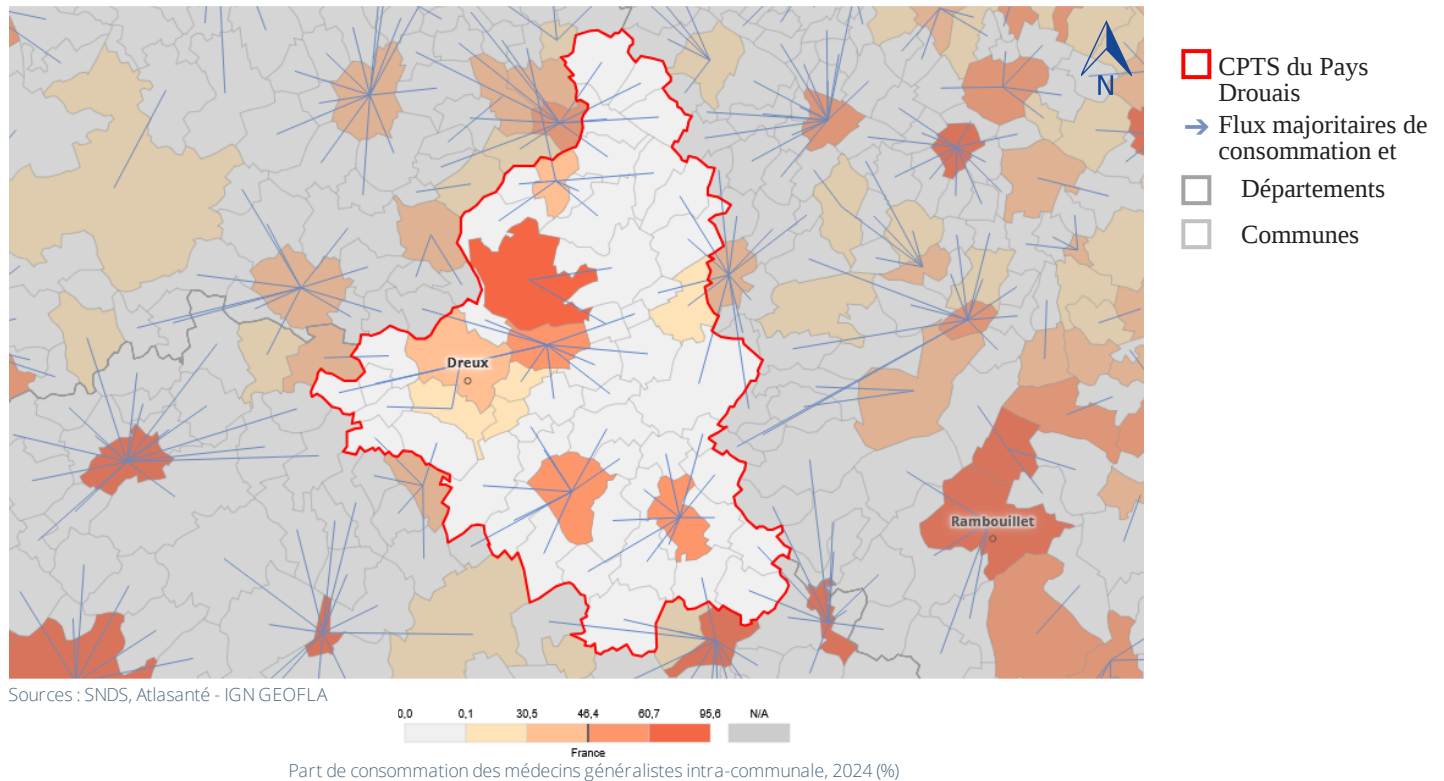 N
CPTS du Pays
Drouais
Flux majoritaires de
consommation et
Départements
Communes
Dreux
Rambouillet
Sources : SNDS, Atlasanté - IGN GEOFLA
0,0 0,1 30,5 46,4 60,7 95,6 N/A
France
Part de consommation des médecins généralistes intra-communale, 2024 (%)